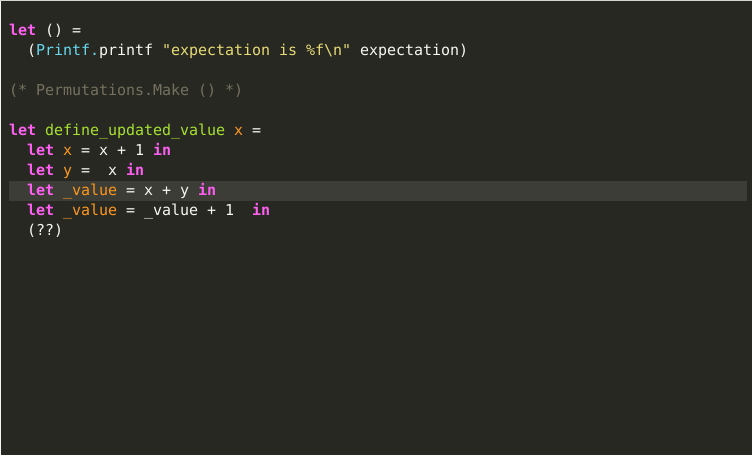 let () =
  (Printf.printf "expectation is %f\n" expectation)
(* Permutations.Make () *)
let define_updated_value x =
  let x = x + 1 in
  let y =  x in
  let _value = x + y in
  let _value = _value + 1  in
  (??)